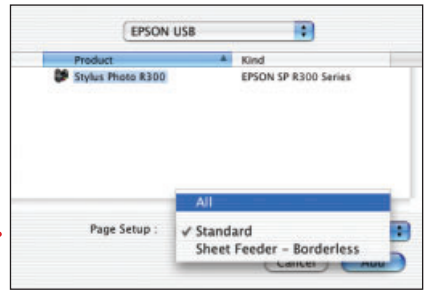 EPSON USB
Product Kind
Stylus Photo R300 EPSON SP R300 Series
All
Page Setup : ✓ Standard
Sheet Feeder – Borderless
Cancel Add